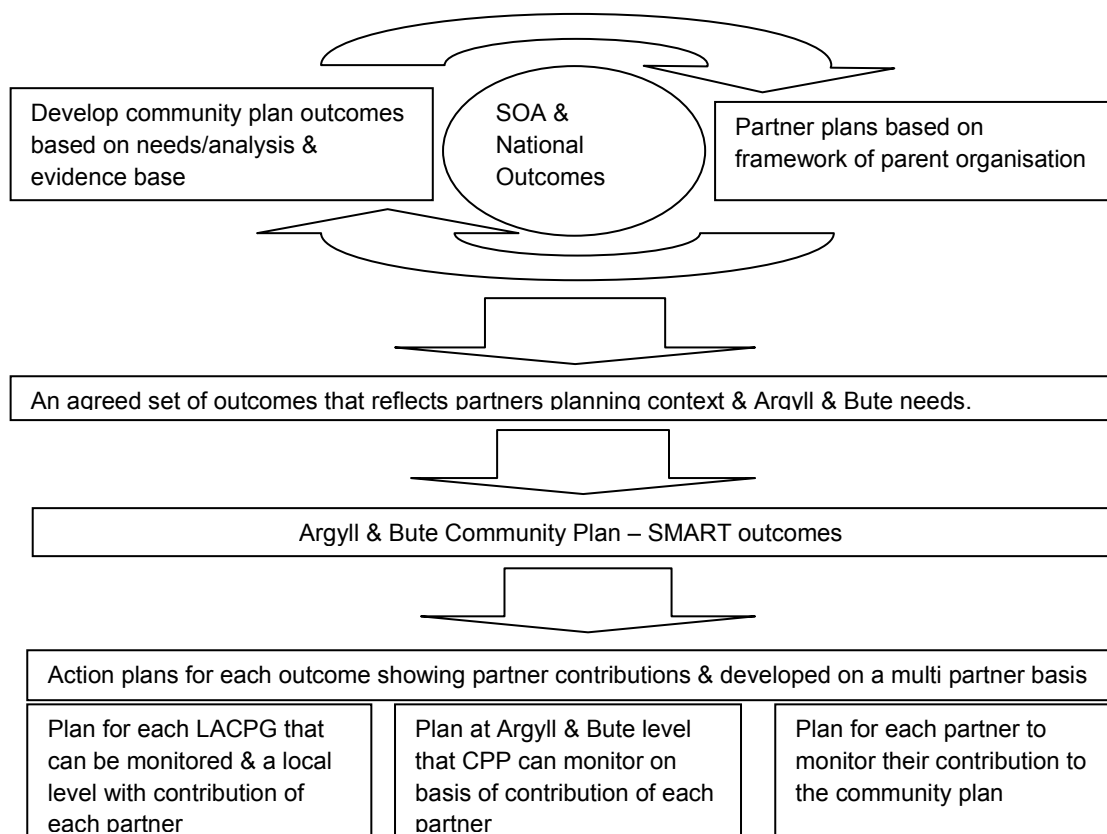 Develop community plan outcomes
based on needs/analysis &
evidence base
SOA &
National
Outcomes
Partner plans based on
framework of parent organisation
An agreed set of outcomes that reflects partners planning context & Argyll & Bute needs.
Argyll & Bute Community Plan – SMART outcomes
Action plans for each outcome showing partner contributions & developed on a multi partner basis
Plan for each LACPG that
can be monitored & a local
level with contribution of
each partner
Plan at Argyll & Bute level
that CPP can monitor on
basis of contribution of each
partner
Plan for each partner to
monitor their contribution to
the community plan